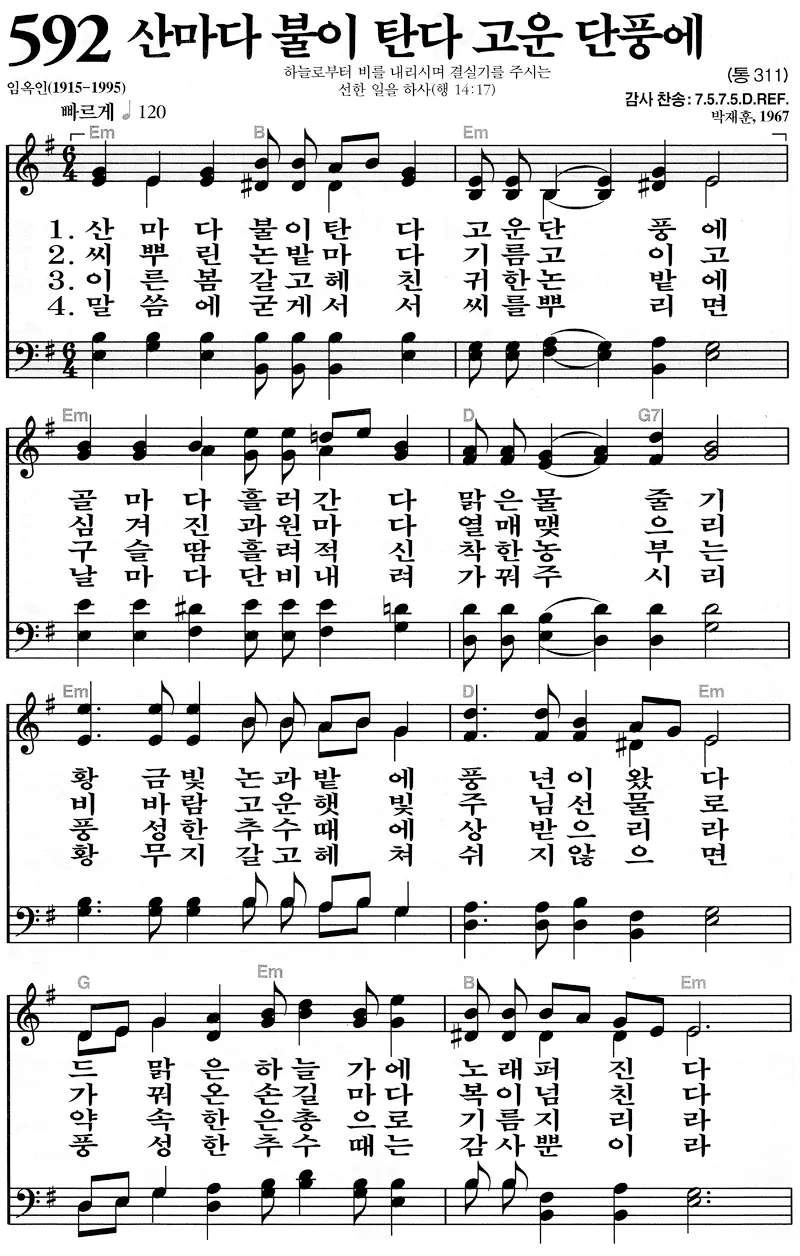 592 산마다 불이 탄다 고운 단풍에
하늘로부터 비를 내리시며 결실기를 주시는
선한 일을 하사(행 14:17)
(통 311)
임옥인(1915-1995)
감사 찬송: 7.5.7.5.D.REF.
빠르게 ♩ 120
박재훈, 1967
Em B Em
6/4
1. 산 마 다 불 이 탄 다 고 운 단 풍 에
2. 씨 뿌 린 논 밭 마 다 기 름 고 이 고
3. 이 른 봄 갈 고 헤 친 귀 한 논 밭 에
4. 말 씀 에 굳 게 서 서 씨 를 뿌 리 면
6/4
Em D G7
골 마 다 흘 러 간 다 맑 은 물 줄 기
심 겨 진 과 원 마 다 열 매 맺 으 리
구 슬 땀 흘 려 적 신 착 한 농 부 는
날 마 다 단 비 내 려 가 꿔 주 시 리
Em D Em
황 금 빛 논 과 밭 에 풍 년 이 왔 다
비 바 람 고 운 햇 빛 주 님 선 물 로
풍 성 한 추 수 때 에 상 받 으 리 라
황 무 지 갈 고 헤 쳐 쉬 지 않 으 면
G Em B Em
드 맑 은 하 늘 가 에 노 래 퍼 진 다
가 꿔 온 손 길 마 다 복 이 넘 친 다
약 속 한 은 총 으 로 기 름 지 리 라
풍 성 한 추 수 때 는 감 사 뿐 이 라